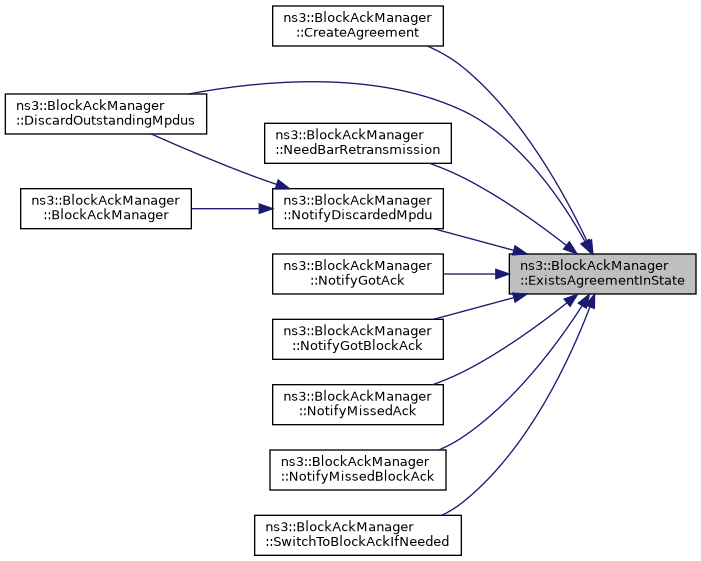 ns3::BlockAckManager
::CreateAgreement
ns3::BlockAckManager
::DiscardOutstandingMpdus
ns3::BlockAckManager
::NeedBarRetransmission
ns3::BlockAckManager
::BlockAckManager
ns3::BlockAckManager
::NotifyDiscardedMpdu
ns3::BlockAckManager
::NotifyGotAck
ns3::BlockAckManager
::ExistsAgreementInState
ns3::BlockAckManager
::NotifyGotBlockAck
ns3::BlockAckManager
::NotifyMissedAck
ns3::BlockAckManager
::NotifyMissedBlockAck
ns3::BlockAckManager
::SwitchToBlockAckIfNeeded